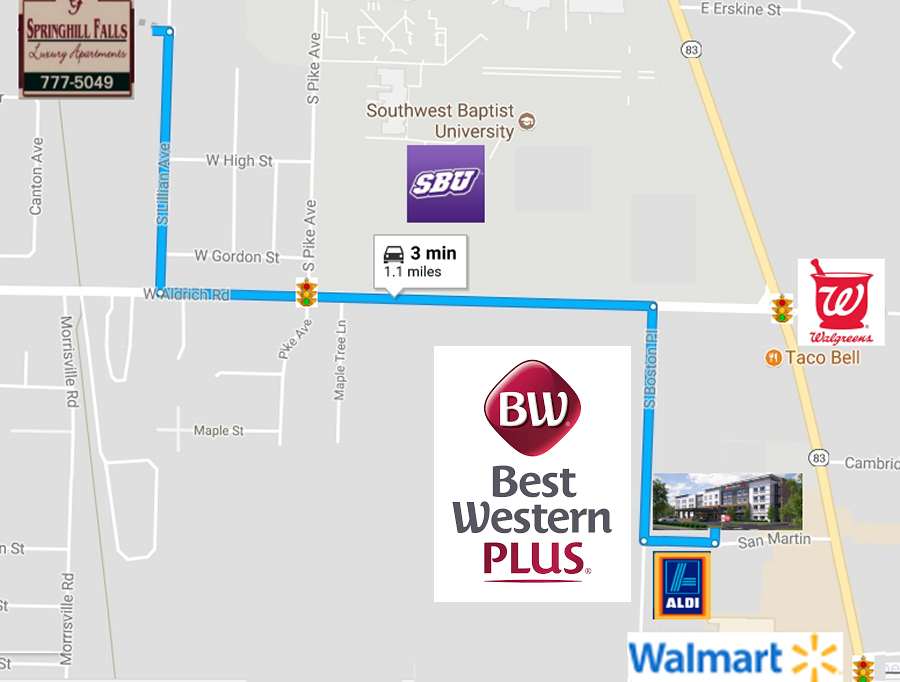 SPRINGHILL FALLS
Luxury Apartments
777-5049
E Erskine St
83
S Pike Ave
Southwest Baptist
University
Canton Ave
W High St
S Lillian Ave
SBU
S Pike Ave
W Gordon St
3 min
1.1 miles
W Aldrich Rd
W
Walgreens
Taco Bell
Morrisville Rd
Pike Ave
Maple Tree Ln
S Boston Pl
Maple St
BW
Best
Western
PLUS
83
San Martin
n St
ALDI
Morrisville Rd
St
St
Walmart